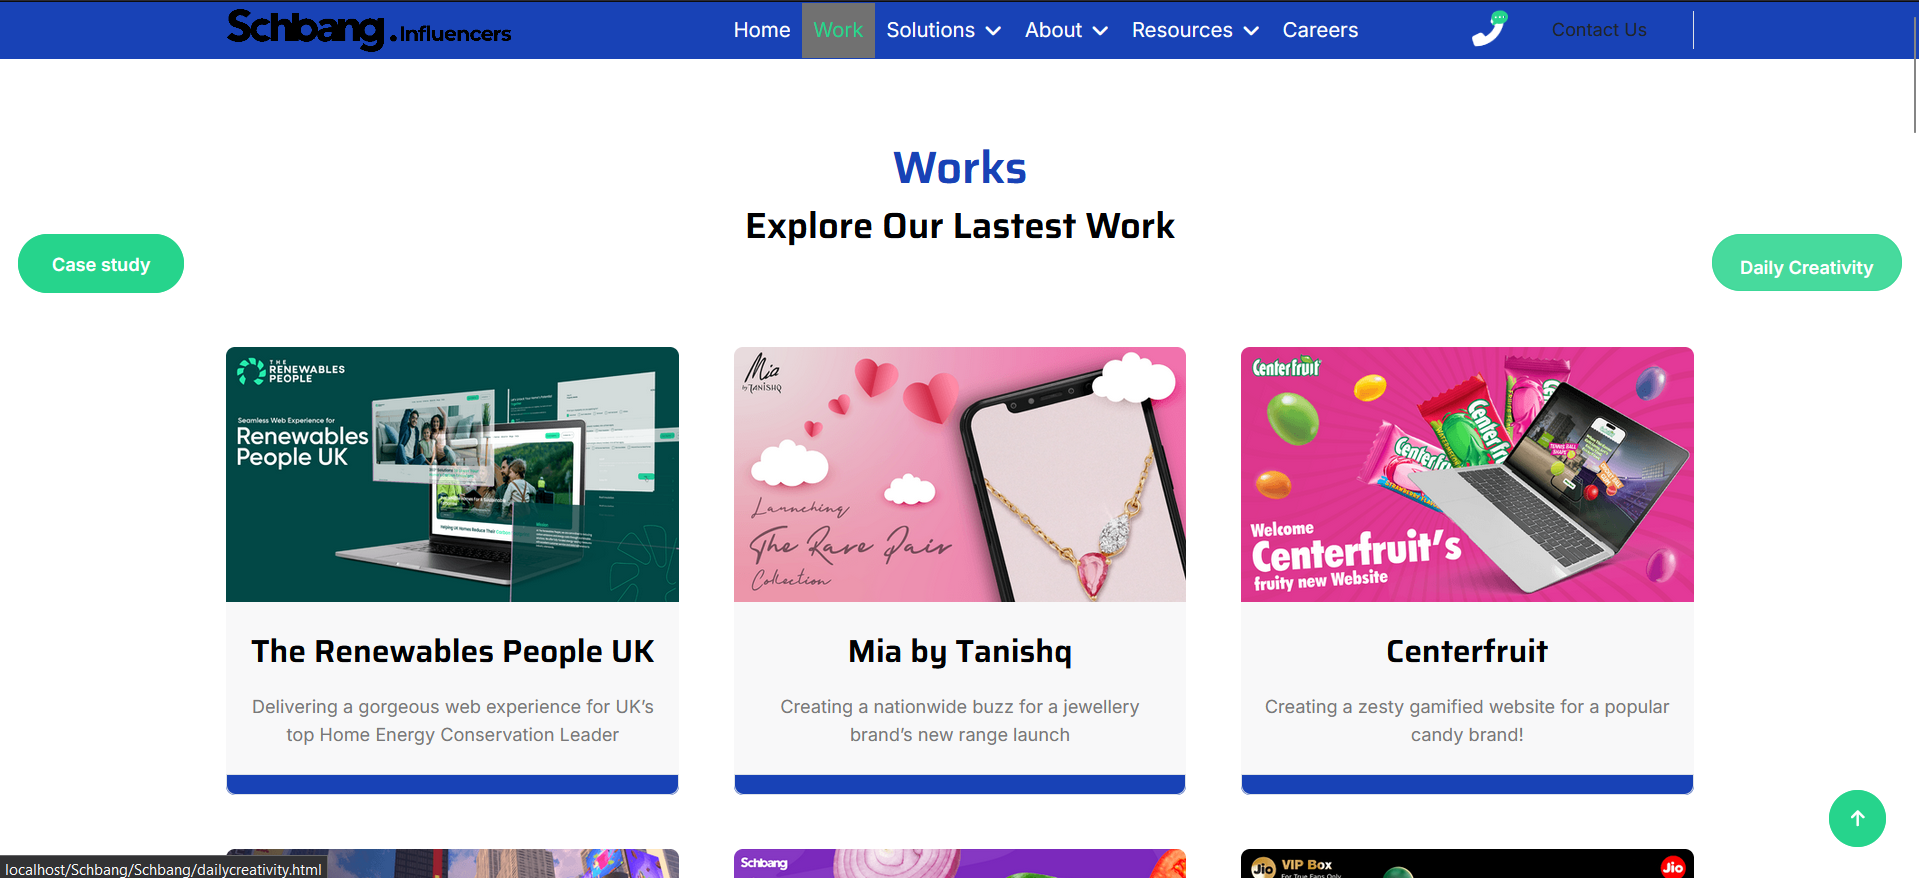 Schbang.Influencers
Home Work Solutions About Resources Careers Contact Us
Works
Explore Our Lastest Work
Case study
Daily Creativity
THE RENEWABLES PEOPLE
Seamless Web Experience for
Renewables
People UK
Mia
by TANISHQ
Launching
The Rare Pair
Collection
Centerfruit
Welcome
Centerfruit's
fruity new Website
The Renewables People UK
Delivering a gorgeous web experience for UK’s
top Home Energy Conservation Leader
Mia by Tanishq
Creating a nationwide buzz for a jewellery
brand’s new range launch
Centerfruit
Creating a zesty gamified website for a popular
candy brand!
Schbang
Jio VIP Box
For True Fans Only
Jio
localhost/Schbang/Schbang/dailycreativity.html